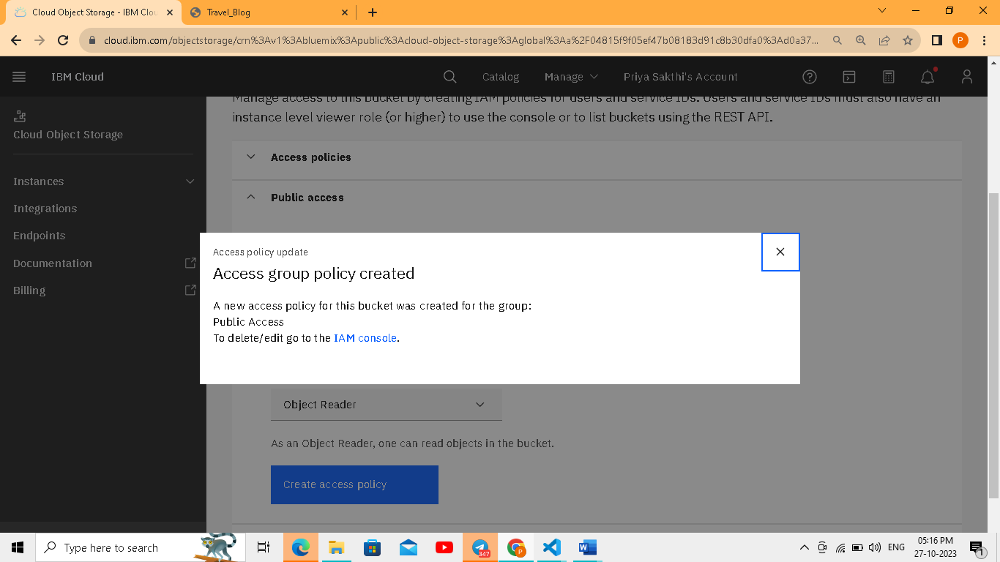 Cloud Object Storage - IBM Clou
Travel_Blog
cloud.ibm.com/objectstorage/crn%3Av1%3Abluemix%3Apublic%3Acloud-object-storage%3Aglobal%3Aa%2F04815f9f05ef47b08183d91c8b30dfa0%3Ad0a37...
P
IBM Cloud
Catalog
Manage
Priya Sakthi's Account
Manage access to this bucket by creating IAM policies for users and service IDs. Users and service IDs must also have an
instance level viewer role (or higher) to use the console or to list buckets using the REST API.
Cloud Object Storage
Instances
Integrations
Endpoints
Documentation
Billing
Access policies
Public access
Access policy update
Access group policy created
A new access policy for this bucket was created for the group:
Public Access
To delete/edit go to the IAM console.
Object Reader
As an Object Reader, one can read objects in the bucket.
Create access policy
Type here to search
347
P
W
ENG
05:16 PM
27-10-2023
1